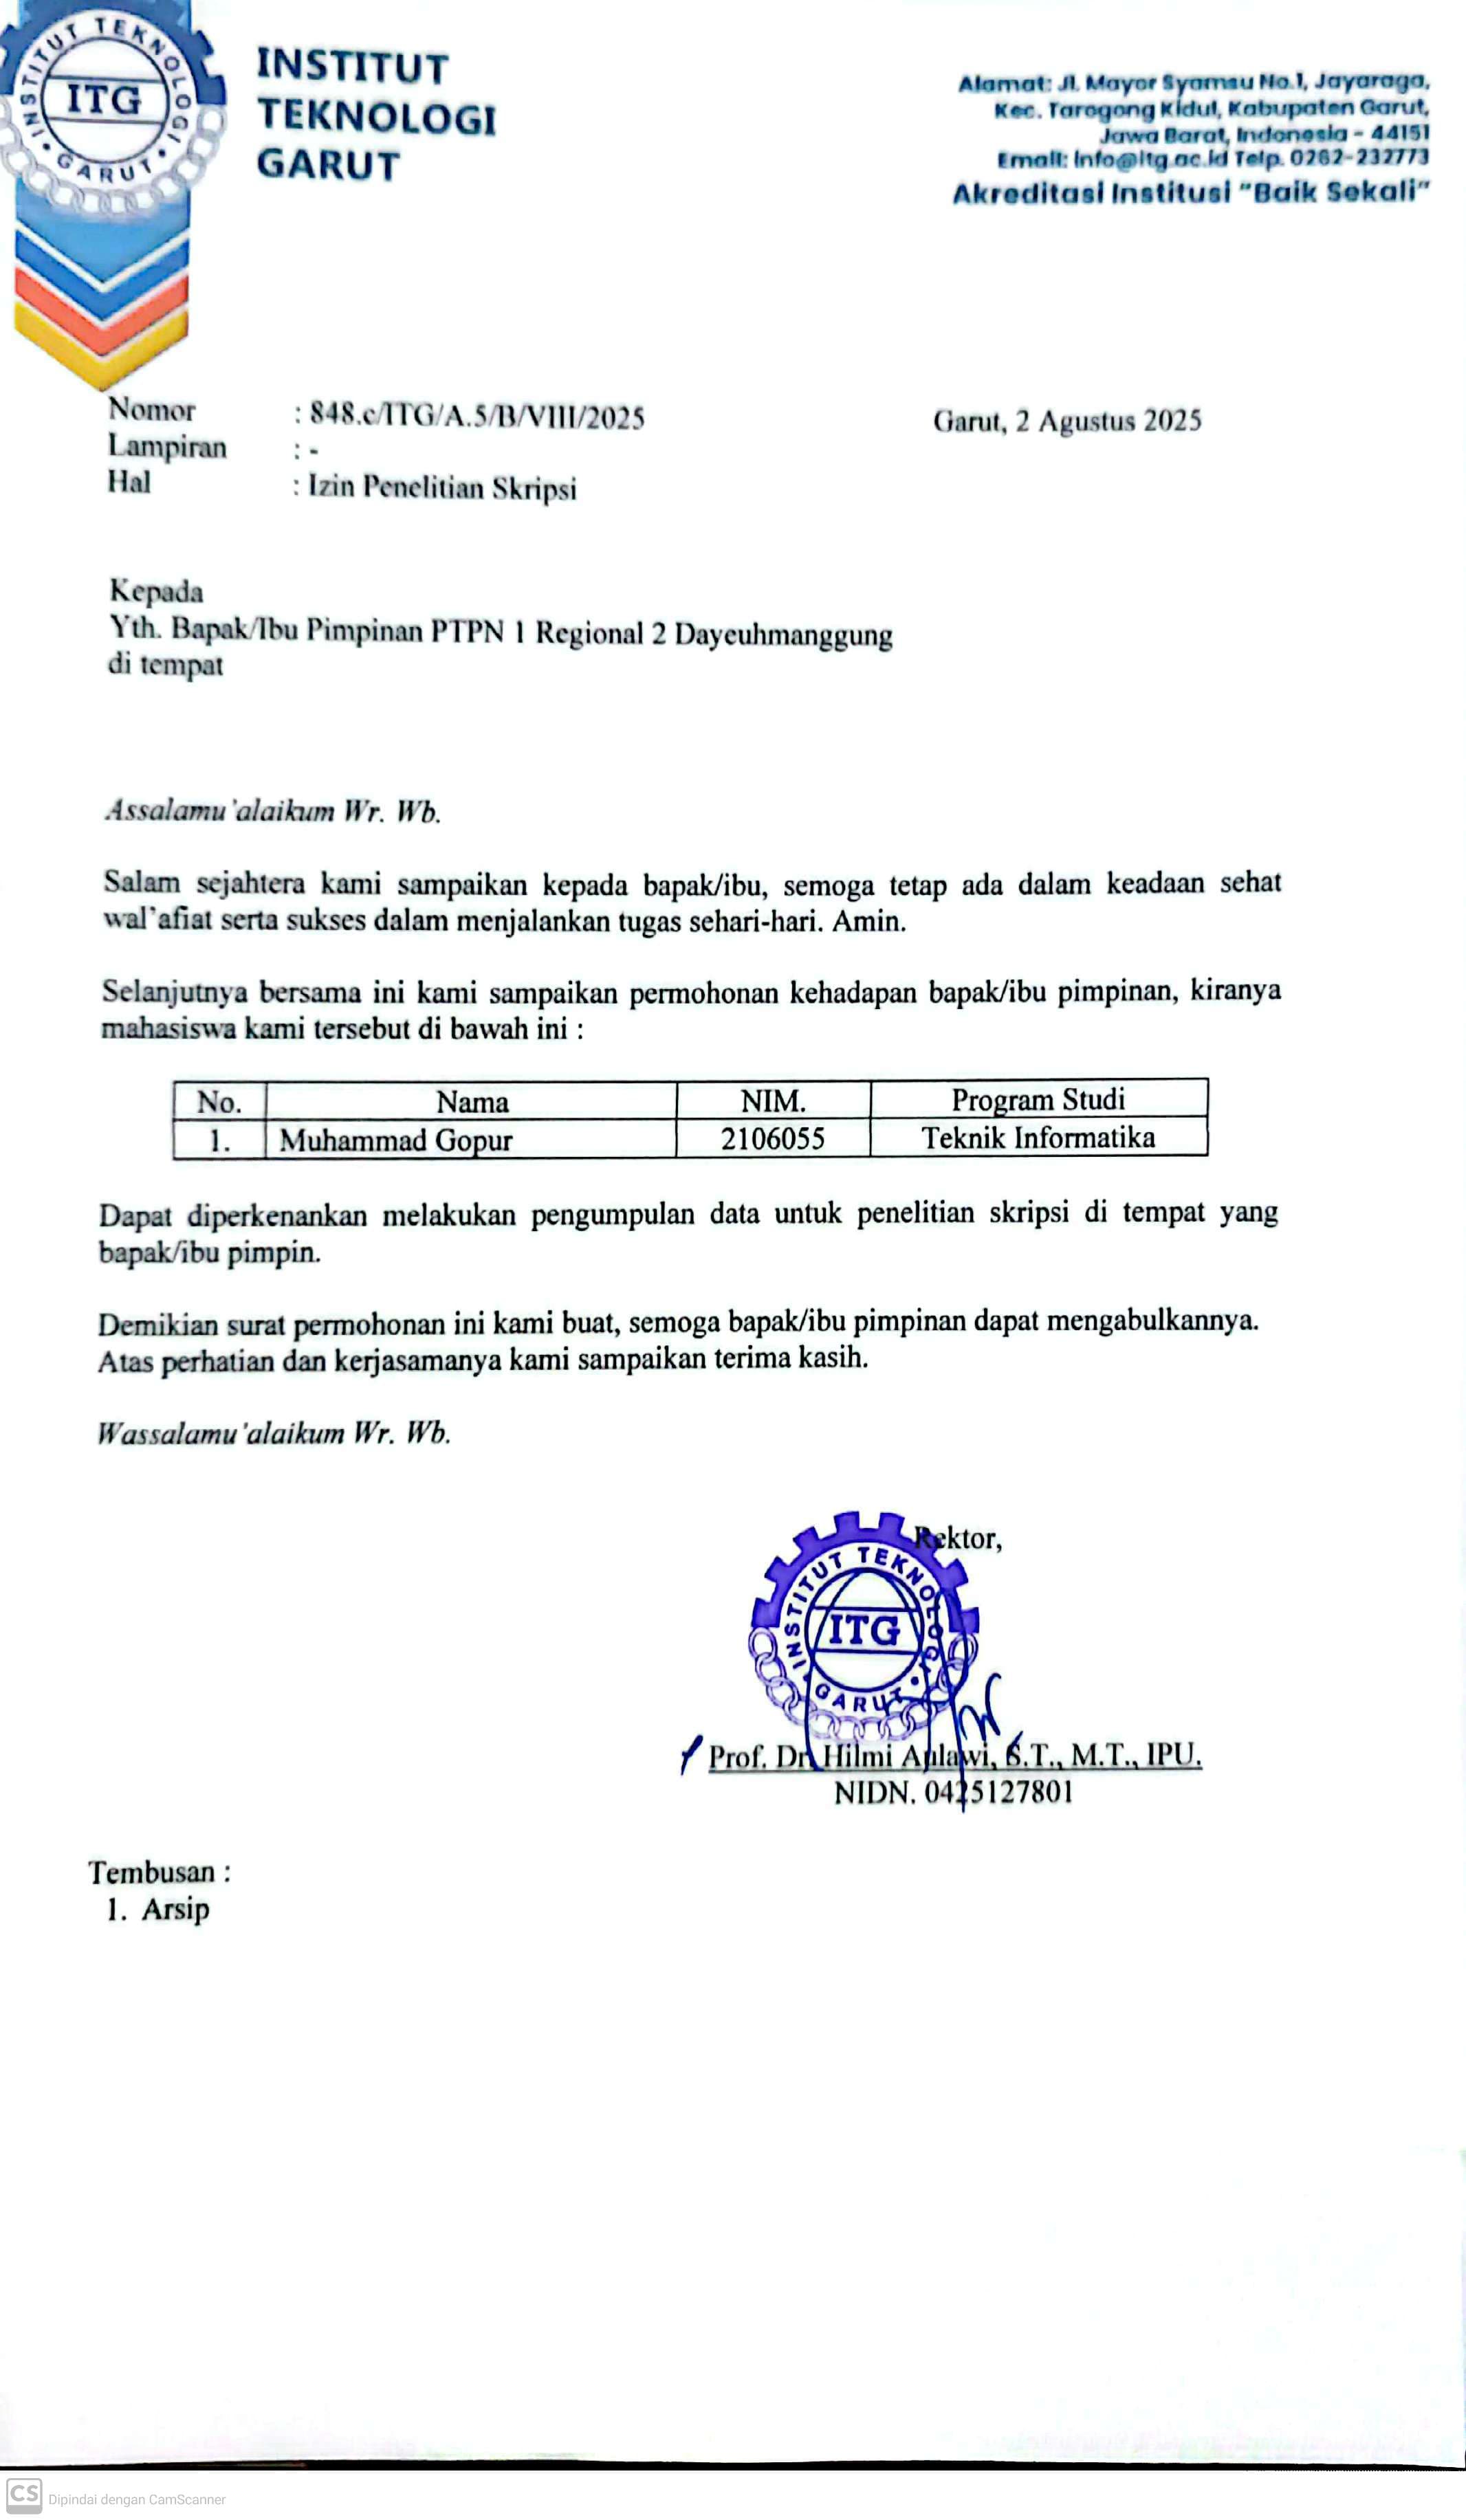 INSTITUT TEKNOLOGI
ITG
GARUT
INSTITUT
TEKNOLOGI
GARUT
Alamat: Jl. Mayor Syamsu No.1, Jayaraga,
Kec. Tarogong Kidul, Kabupaten Garut,
Jawa Barat, Indonesia - 44151
Email: info@itg.ac.id Telp. 0262-232773
Akreditasi Institusi "Baik Sekali"
Nomor : 848.c/ITG/A.5/B/VIII/2025 Garut, 2 Agustus 2025
Lampiran : -
Hal : Izin Penelitian Skripsi
Kepada
Yth. Bapak/Ibu Pimpinan PTPN 1 Regional 2 Dayeuhmanggung
di tempat
Assalamu'alaikum Wr. Wb.
Salam sejahtera kami sampaikan kepada bapak/ibu, semoga tetap ada dalam keadaan sehat
wal'afiat serta sukses dalam menjalankan tugas sehari-hari. Amin.
Selanjutnya bersama ini kami sampaikan permohonan kehadapan bapak/ibu pimpinan, kiranya
mahasiswa kami tersebut di bawah ini :
No. Nama NIM. Program Studi
1. Muhammad Gopur 2106055 Teknik Informatika
Dapat diperkenankan melakukan pengumpulan data untuk penelitian skripsi di tempat yang
bapak/ibu pimpin.
Demikian surat permohonan ini kami buat, semoga bapak/ibu pimpinan dapat mengabulkannya.
Atas perhatian dan kerjasamanya kami sampaikan terima kasih.
Wassalamu'alaikum Wr. Wb.
Rektor,
INSTITUT TEKNOLOGI
ITG
GARUT
Prof. Dr. Hilmi Aulawi, S.T., M.T., IPU.
NIDN. 0425127801
Tembusan :
1. Arsip
CS Dipindai dengan CamScanner